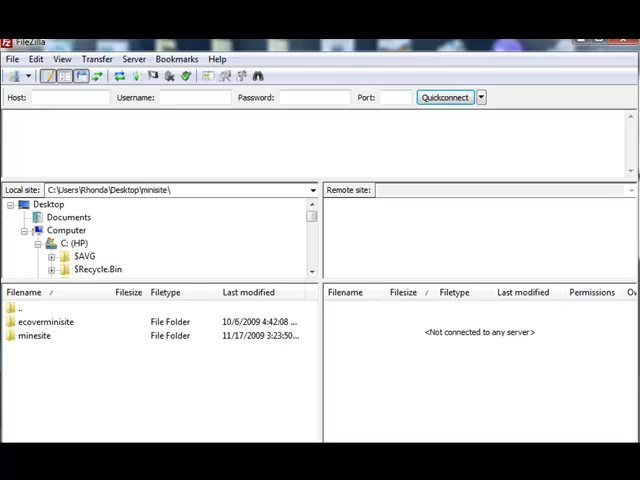 FileZilla
File Edit View Transfer Server Bookmarks Help
Host: Username: Password: Port: Quickconnect
Local site: C:\Users\Rhonda\Desktop\minisite\ Remote site:
Desktop
Documents
Computer
C: (HP)
$AVG
$Recycle.Bin
Filename Filesize Filetype Last modified
..
ecoverminisite File Folder 10/6/2009 4:42:08 ...
minesite File Folder 11/17/2009 3:23:50...
Filename Filesize Filetype Last modified Permissions Ov
<Not connected to any server>